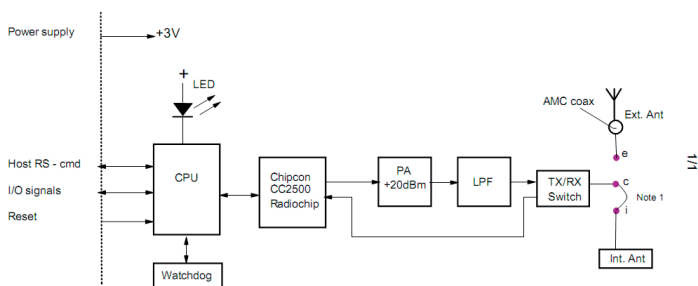 Power supply
+3V
+
LED
AMC coax
Ext. Ant
e
1/1
Host RS - cmd
I/O signals
Reset
CPU
Chipcon
CC2500
Radiochip
PA
+20dBm
LPF
TX/RX
Switch
c
Note 1
i
Int. Ant
Watchdog